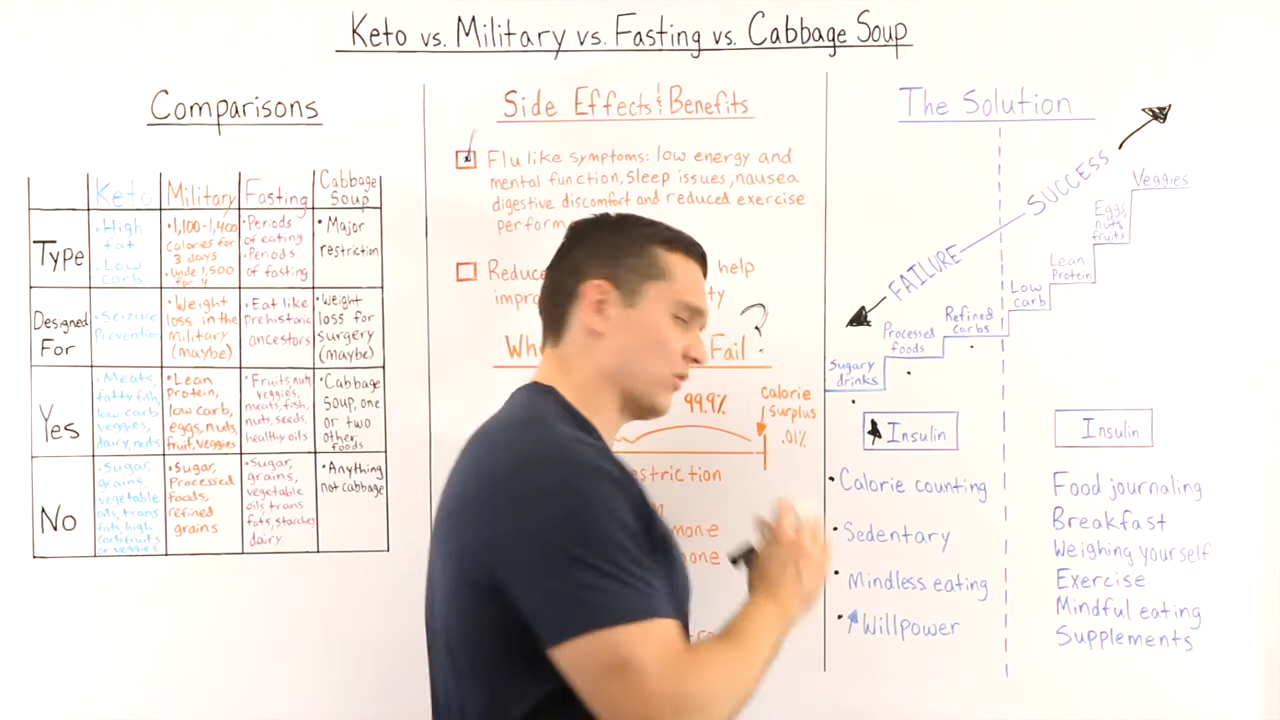 Keto vs. Military vs. Fasting vs. Cabbage Soup
Comparisons
Keto
Military
Fasting
Cabbage
Soup
Type
• High
fat
• Low
carb
• 1,100-1,400
calories for
3 days
• Periods
of eating
• Periods
of fasting
• Major
restriction
Designed
For
• Seizure
Prevention
• Weight
loss in the
military
(maybe)
• Eat like
prehistoric
ancestors
• Weight
loss for
surgery
(maybe)
Yes
• Meats,
fatty fish,
low carb
veggies,
dairy, nuts
• Lean
Protein,
low carb,
eggs, nuts,
fruit, veggies
• Fruits, nuts
veggies,
meats, fish,
nuts, seeds,
healthy oils
• Cabbage
soup, one
or two
other
foods
No
• Sugar,
grains,
vegetable
oils, trans
fats, high
carb fruits
or veggies
• Sugar,
Processed
foods,
refined
grains
• Sugar,
grains,
vegetable
oils, trans
fats, starches
dairy
• Anything
not cabbage
Side Effects & Benefits
Flu like symptoms: low energy and
mental function, sleep issues, nausea
digestive discomfort and reduced exercise
perform
Reduce help
impro ty
Wh Fail?
99.9%
calorie
surplus
.01%
estriction
mone
one
The Solution
FAILURE
SUCCESS
Sugary
drinks
Processed
foods
Refined
carbs
Low
carb
Lean
Protein
Eggs,
nuts,
fruits
Veggies
Insulin
• Calorie counting
• Sedentary
• Mindless eating
• Willpower
Insulin
Food journaling
Breakfast
Weighing yourself
Exercise
Mindful eating
Supplements